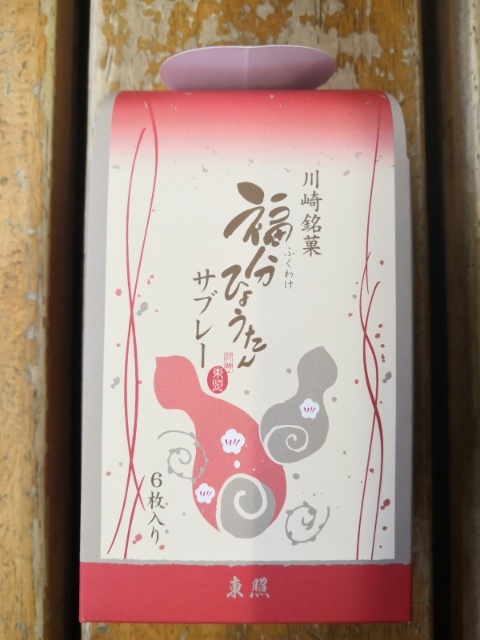 川崎銘菓
福分ひょうたん
ふくわけ
サブレー
東照
6枚入り
東照